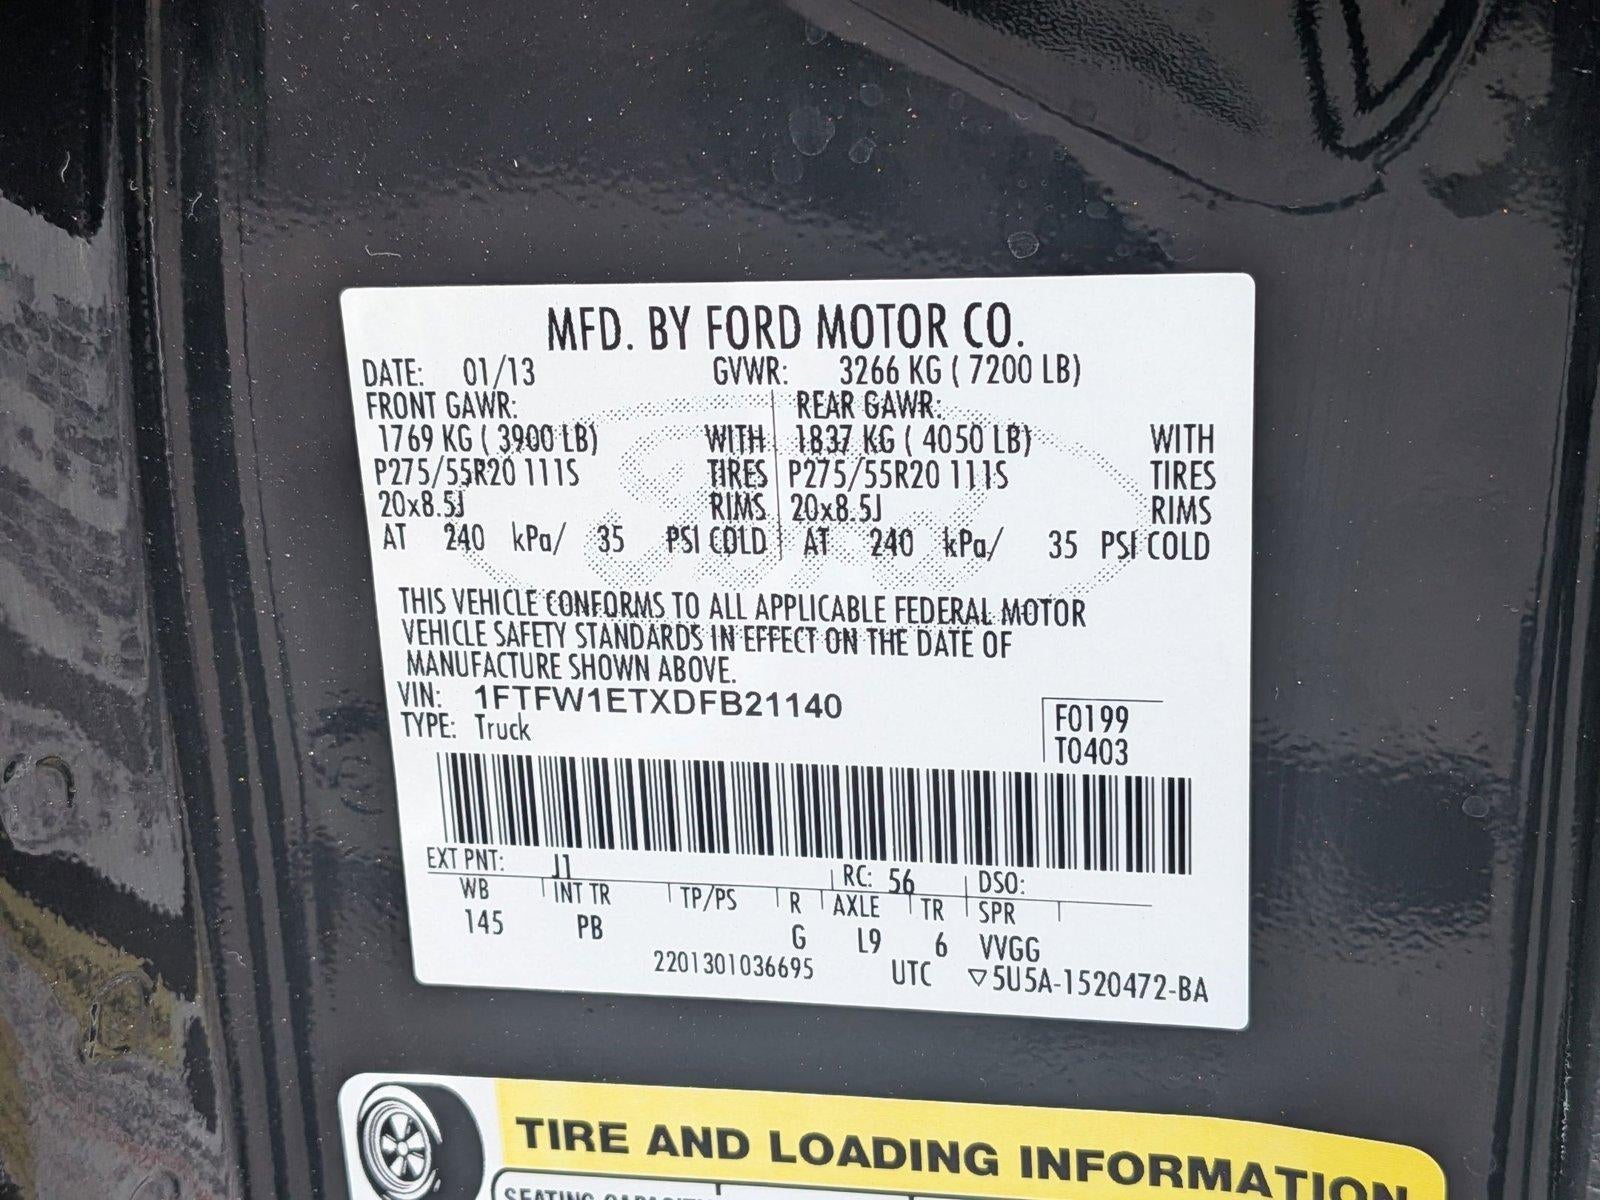 MFD. BY FORD MOTOR CO.
DATE: 01/13 GVWR: 3266 KG ( 7200 LB)
FRONT GAWR: REAR GAWR:
1769 KG ( 3900 LB) WITH 1837 KG ( 4050 LB) WITH
P275/55R20 111S TIRES P275/55R20 111S TIRES
20x8.5J RIMS 20x8.5J RIMS
AT 240 kPa/ 35 PSI COLD AT 240 kPa/ 35 PSI COLD
THIS VEHICLE CONFORMS TO ALL APPLICABLE FEDERAL MOTOR
VEHICLE SAFETY STANDARDS IN EFFECT ON THE DATE OF
MANUFACTURE SHOWN ABOVE.
VIN: 1FTFW1ETXDFB21140
TYPE: Truck
F0199
T0403
EXT PNT: J1 RC: 56 DSO:
WB INT TR TP/PS R AXLE TR SPR
145 PB G L9 6 VVGG
2201301036695 UTC ▽5U5A-1520472-BA
TIRE AND LOADING INFORMATION
SEATING CAPACITY